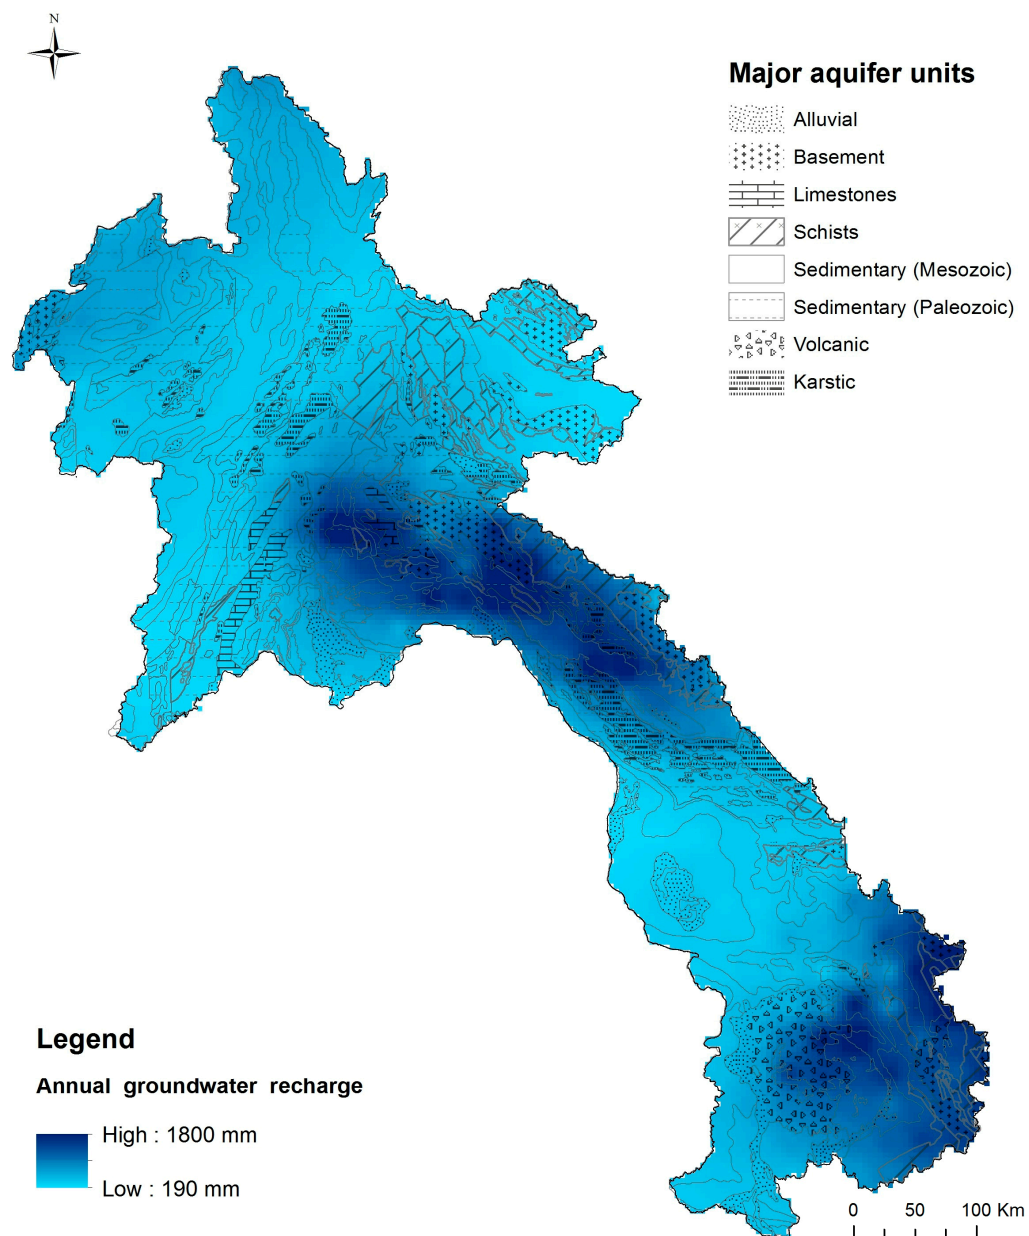 N
Major aquifer units
Alluvial
Basement
Limestones
Schists
Sedimentary (Mesozoic)
Sedimentary (Paleozoic)
Volcanic
Karstic
Legend
Annual groundwater recharge
High : 1800 mm
Low : 190 mm
0 50 100 Km